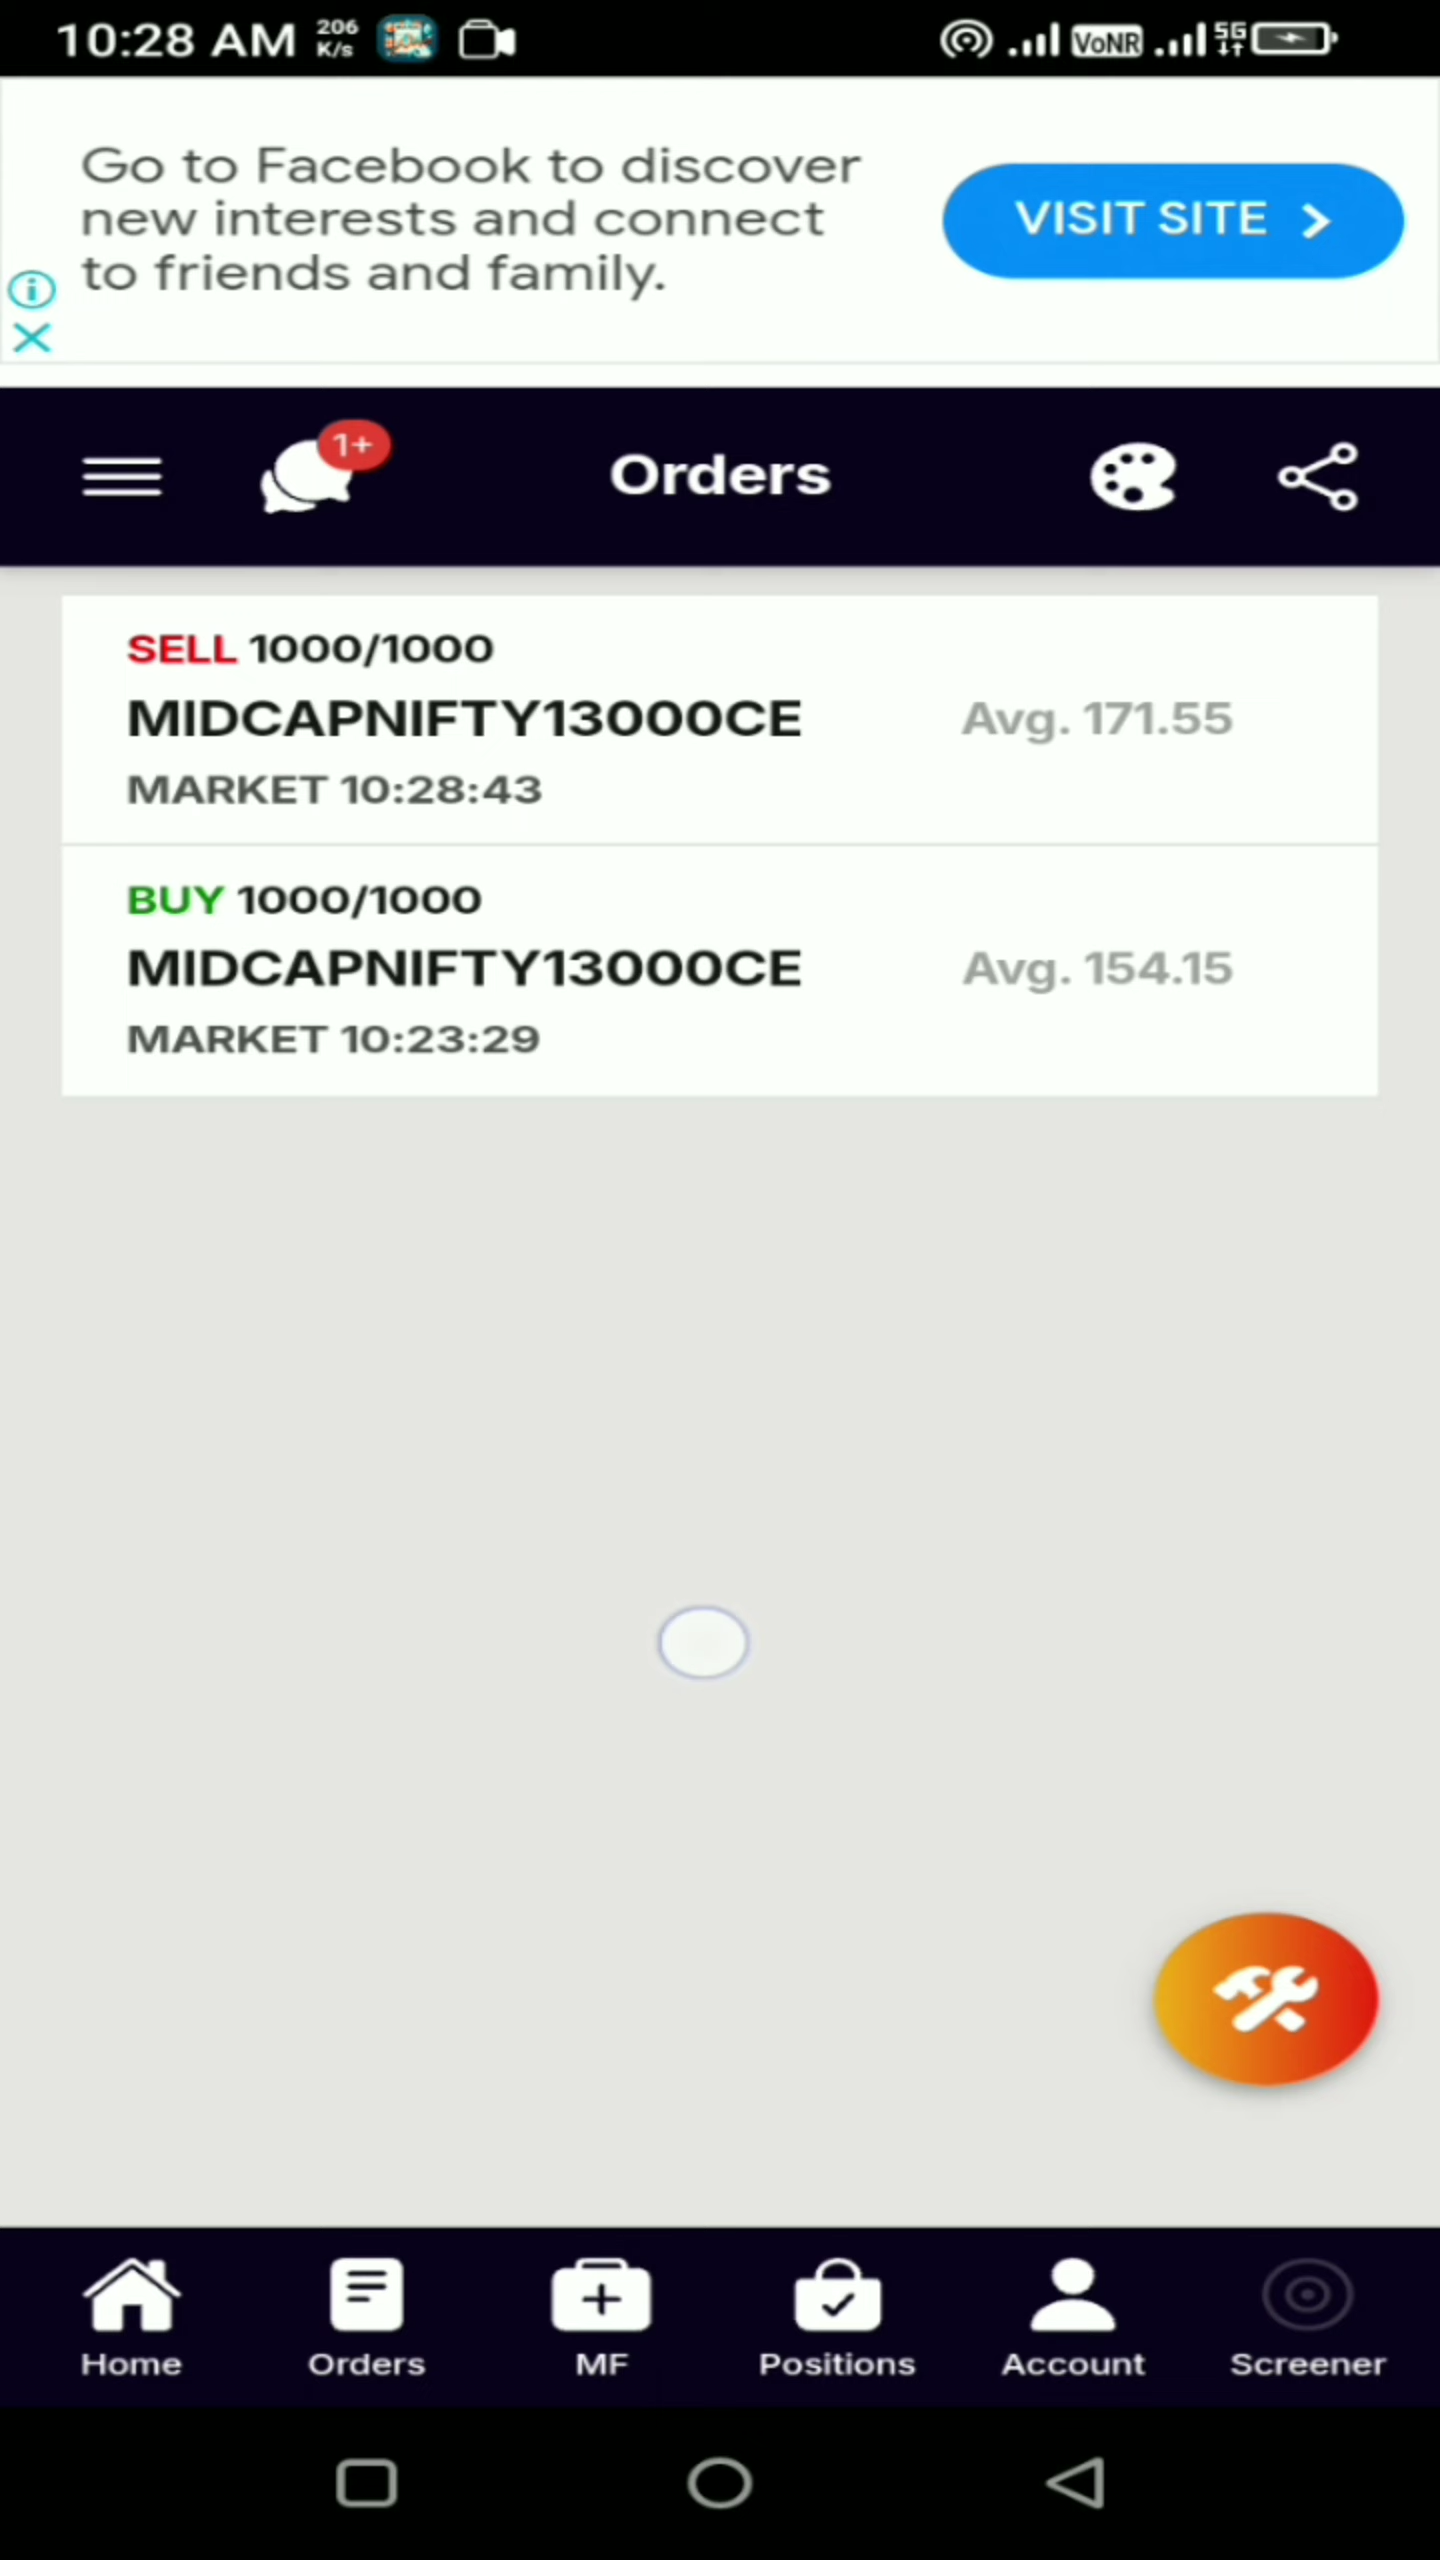 10:28 AM 206 K/s VoNR 5G
Go to Facebook to discover
new interests and connect
to friends and family.
VISIT SITE
1+
Orders
SELL 1000/1000
MIDCAPNIFTY13000CE Avg. 171.55
MARKET 10:28:43
BUY 1000/1000
MIDCAPNIFTY13000CE Avg. 154.15
MARKET 10:23:29
Home Orders MF Positions Account Screener